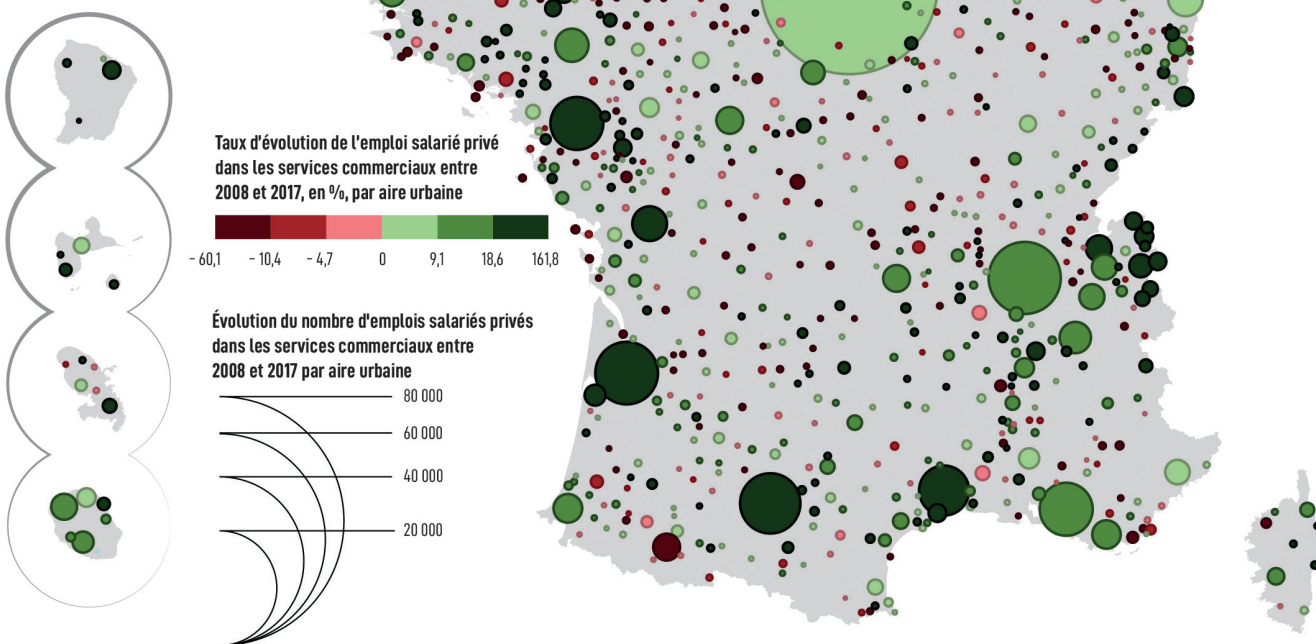 Taux d'évolution de l'emploi salarié privé
dans les services commerciaux entre
2008 et 2017, en %, par aire urbaine
– 60,1 – 10,4 – 4,7 0 9,1 18,6 161,8
Évolution du nombre d'emplois salariés privés
dans les services commerciaux entre
2008 et 2017 par aire urbaine
80 000
60 000
40 000
20 000